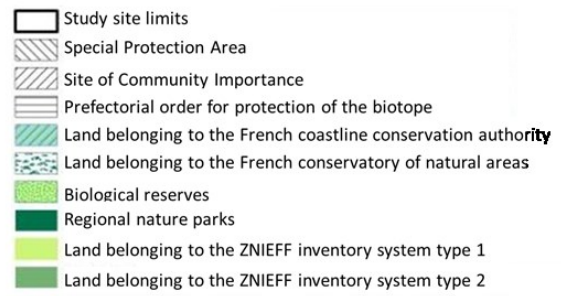 Study site limits
Special Protection Area
Site of Community Importance
Prefectorial order for protection of the biotope
Land belonging to the French coastline conservation authority
Land belonging to the French conservatory of natural areas
Biological reserves
Regional nature parks
Land belonging to the ZNIEFF inventory system type 1
Land belonging to the ZNIEFF inventory system type 2